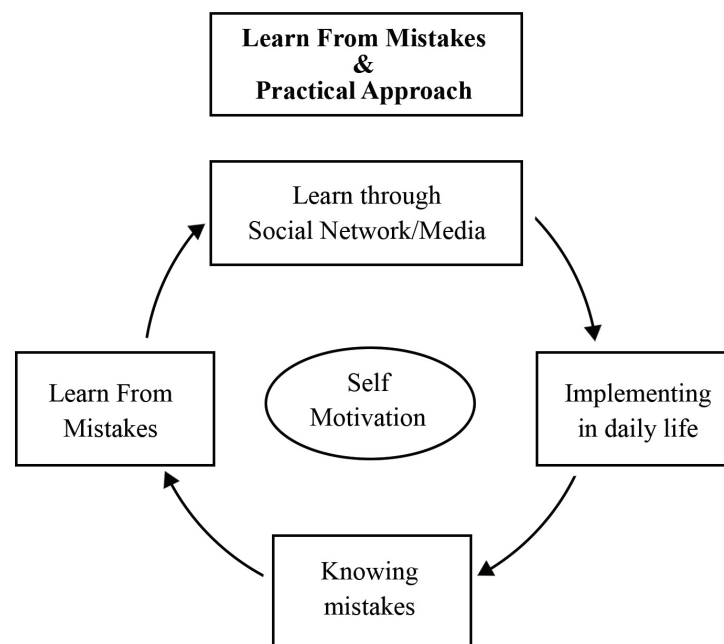 Learn From Mistakes
&
Practical Approach
Learn through
Social Network/Media
Learn From
Mistakes
Self
Motivation
Implementing
in daily life
Knowing
mistakes